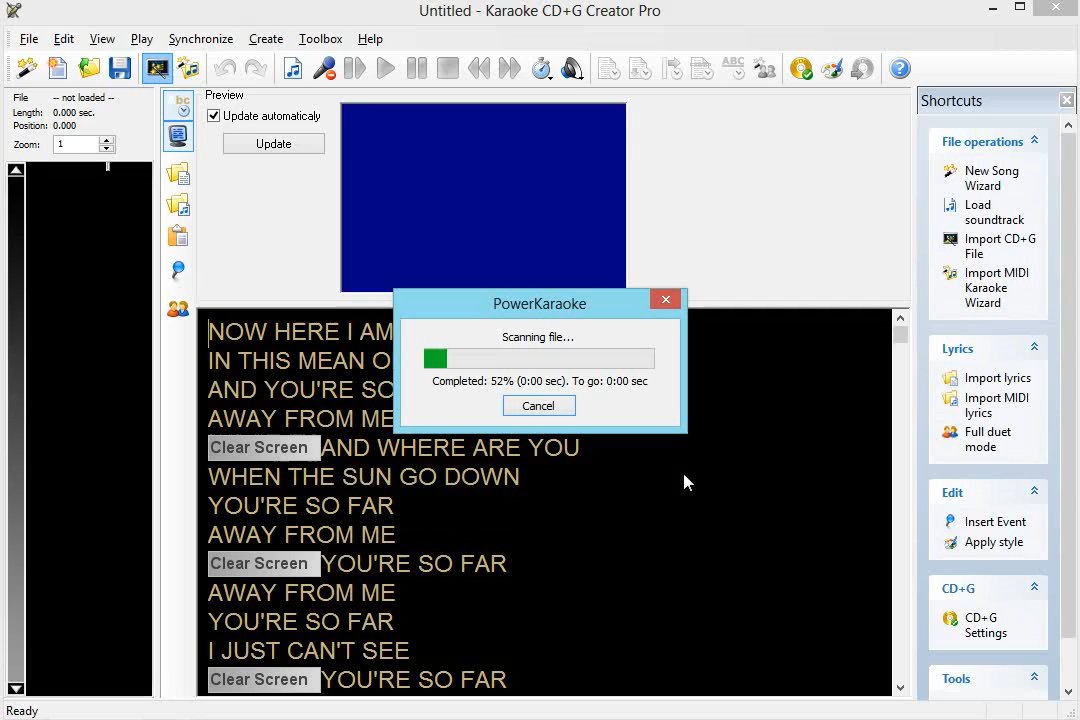 Untitled - Karaoke CD+G Creator Pro
File Edit View Play Synchronize Create Toolbox Help
File -- not loaded --
Length: 0.000 sec.
Position: 0.000
Zoom: 1
Preview
Update automaticaly
Update
PowerKaraoke
Scanning file...
Completed: 52% (0:00 sec). To go: 0:00 sec
Cancel
NOW HERE I AM
IN THIS MEAN O
AND YOU'RE SO
AWAY FROM ME
Clear Screen AND WHERE ARE YOU
WHEN THE SUN GO DOWN
YOU'RE SO FAR
AWAY FROM ME
Clear Screen YOU'RE SO FAR
AWAY FROM ME
YOU'RE SO FAR
I JUST CAN'T SEE
Clear Screen YOU'RE SO FAR
Shortcuts
File operations
New Song
Wizard
Load
soundtrack
Import CD+G
File
Import MIDI
Karaoke
Wizard
Lyrics
Import lyrics
Import MIDI
lyrics
Full duet
mode
Edit
Insert Event
Apply style
CD+G
CD+G
Settings
Tools
Ready